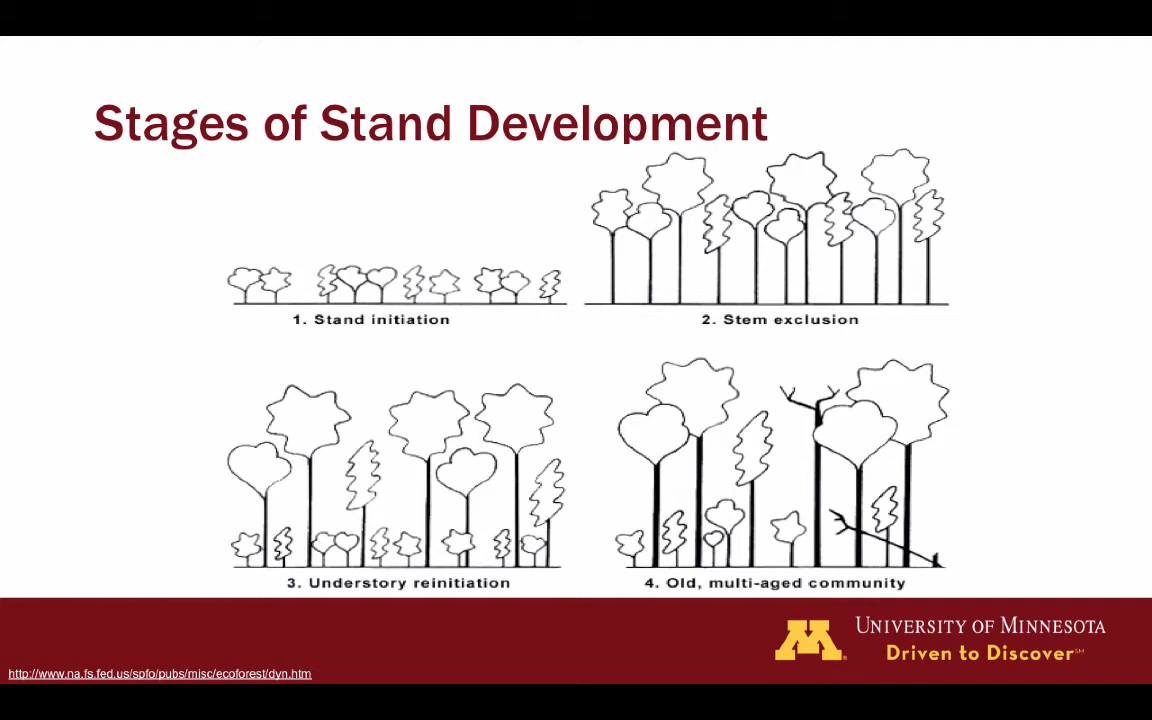 Stages of Stand Development
1. Stand initiation
2. Stem exclusion
3. Understory reinitiation
4. Old, multi-aged community
M
UNIVERSITY OF MINNESOTA
Driven to Discover℠
http://www.na.fs.fed.us/spfo/pubs/misc/ecoforest/dyn.htm